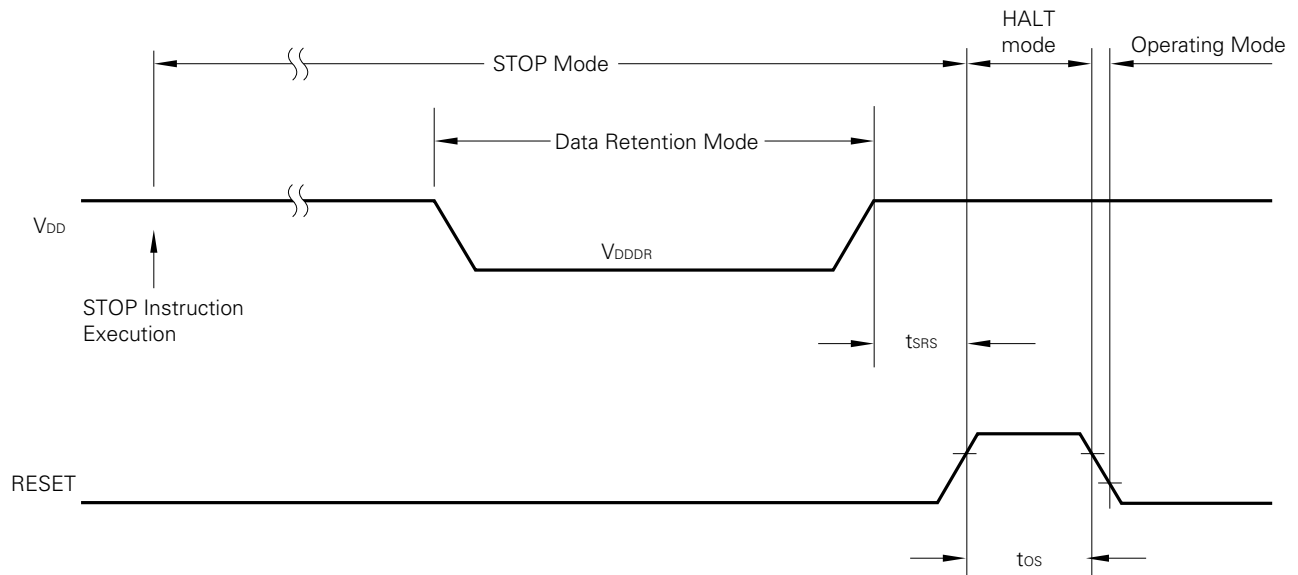 HALT
mode
Operating Mode
STOP Mode
Data Retention Mode
VDD
VDDDR
STOP Instruction
Execution
tSRS
RESET
tOS